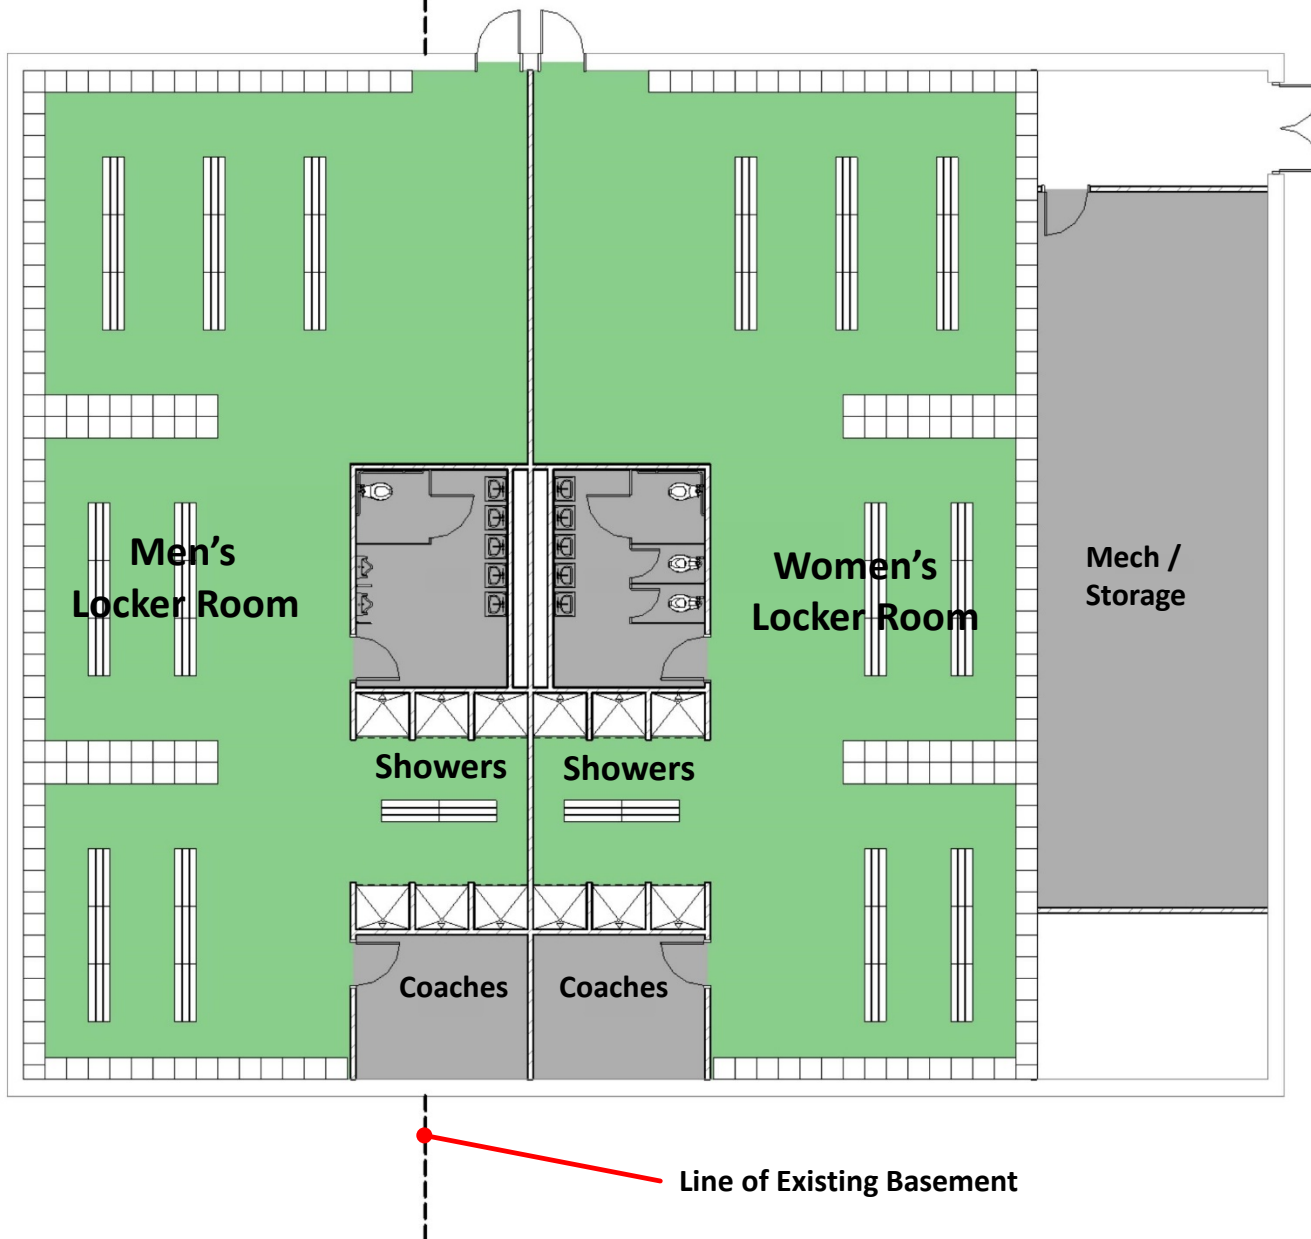 Men's
Locker Room
Women's
Locker Room
Mech /
Storage
Showers
Showers
Coaches
Coaches
Line of Existing Basement